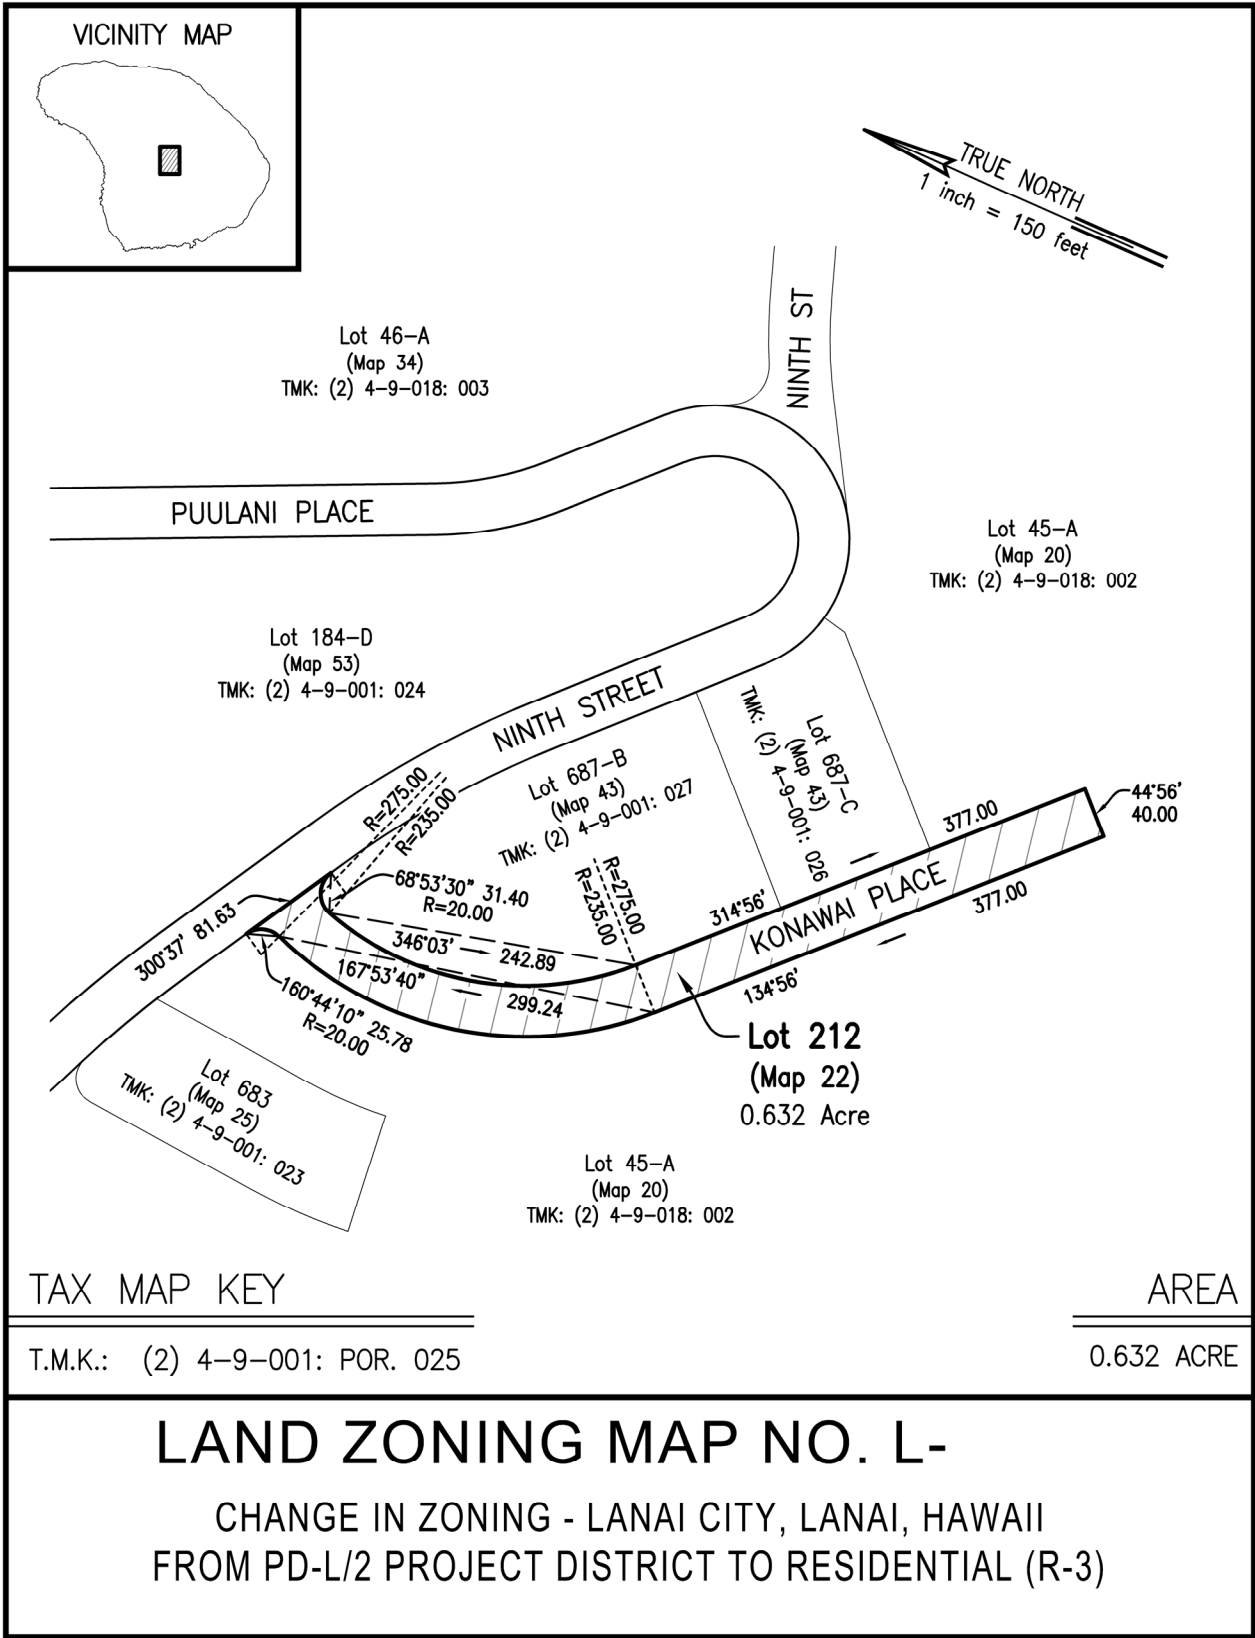 VICINITY MAP
TRUE NORTH
1 inch = 150 feet
NINTH ST
Lot 46-A
(Map 34)
TMK: (2) 4-9-018: 003
PUULANI PLACE
Lot 45-A
(Map 20)
TMK: (2) 4-9-018: 002
Lot 184-D
(Map 53)
TMK: (2) 4-9-001: 024
NINTH STREET
Lot 687-B
(Map 43)
TMK: (2) 4-9-001: 027
Lot 687-C
(Map 43)
TMK: (2) 4-9-001: 026
R=275.00
R=235.00
44°56'
40.00
377.00
68°53'30" 31.40
R=20.00
R=275.00
R=235.00
314°56'
KONAWAI PLACE
377.00
300°37' 81.63
346°03' 242.89
167°53'40"
299.24
134°56'
160°44'10" 25.78
R=20.00
Lot 212
(Map 22)
0.632 Acre
Lot 683
(Map 25)
TMK: (2) 4-9-001: 023
Lot 45-A
(Map 20)
TMK: (2) 4-9-018: 002
TAX MAP KEY
AREA
T.M.K.: (2) 4-9-001: POR. 025
0.632 ACRE
LAND ZONING MAP NO. L-
CHANGE IN ZONING - LANAI CITY, LANAI, HAWAII
FROM PD-L/2 PROJECT DISTRICT TO RESIDENTIAL (R-3)